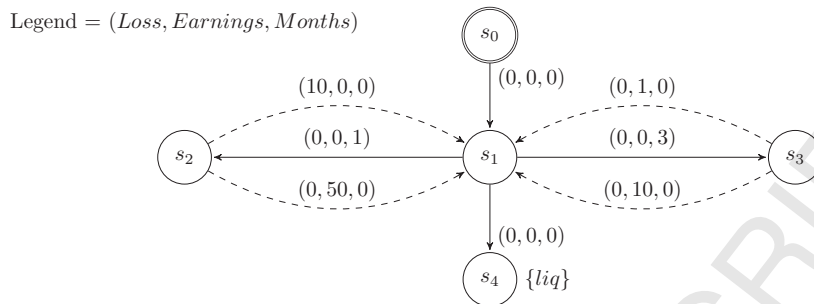 Legend = (Loss, Earnings, Months)
s0
(0, 0, 0)
(10, 0, 0)
(0, 1, 0)
(0, 0, 1)
(0, 0, 3)
s2
s1
s3
(0, 50, 0)
(0, 10, 0)
(0, 0, 0)
s4
{liq}